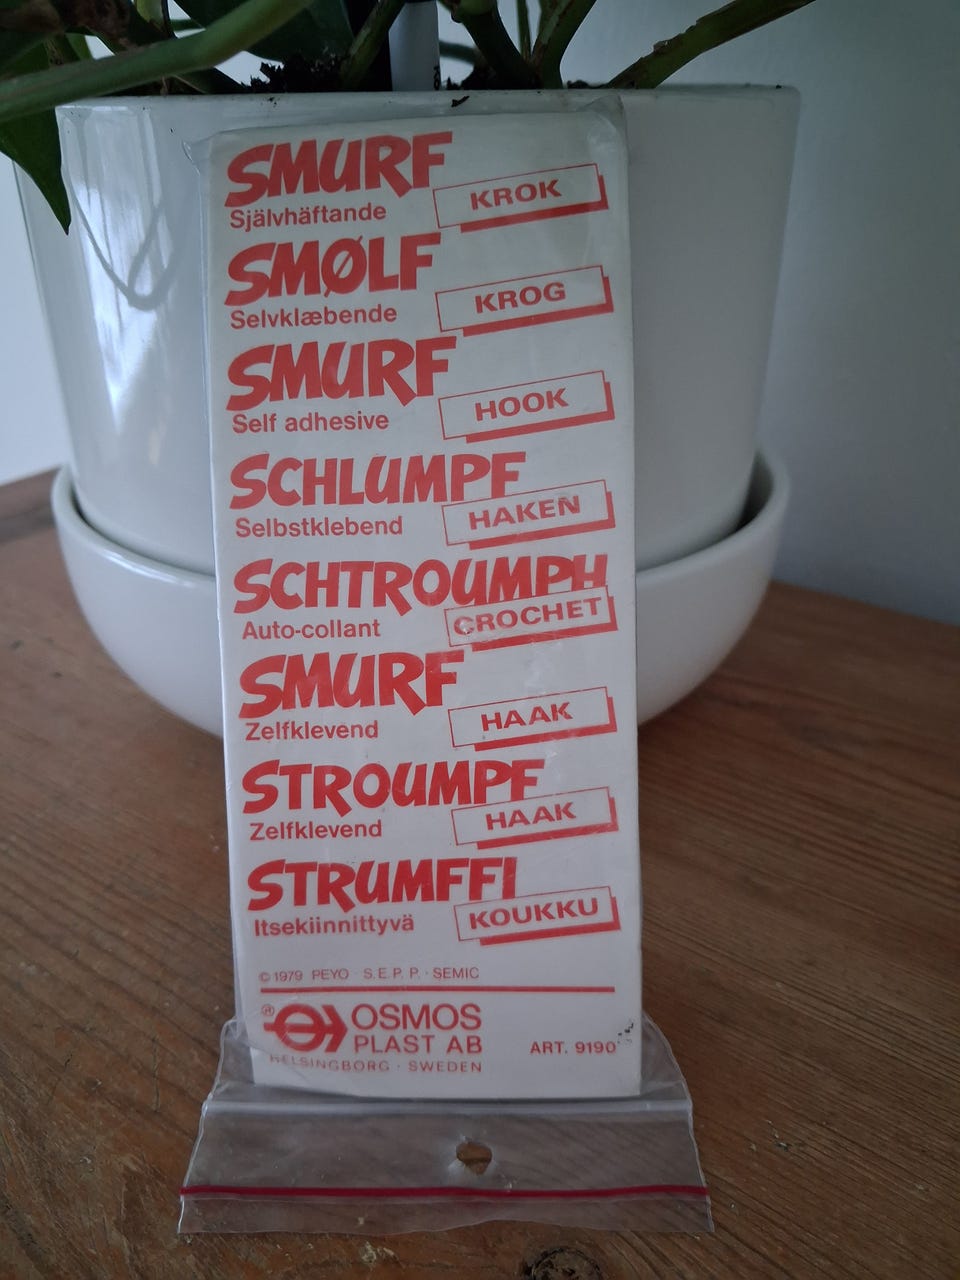 SMURF
Självhäftande KROK
SMØLF
Selvklæbende KROG
SMURF
Self adhesive HOOK
SCHLUMPF
Selbstklebend HAKEN
SCHTROUMPH
Auto-collant CROCHET
SMURF
Zelfklevend HAAK
STROUMPF
Zelfklevend HAAK
STRUMFFI
Itsekiinnittyvä KOUKKU
© 1979 PEYO · S.E.P.P. · SEMIC
® OSMOS
PLAST AB ART. 9190
HELSINGBORG · SWEDEN